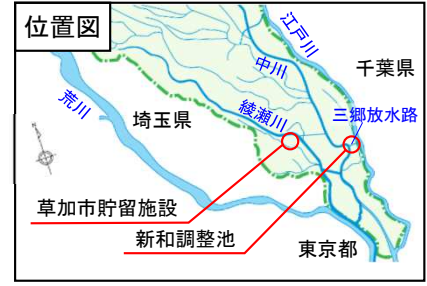 位置図
江戸川
中川
千葉県
荒川
綾瀬川
三郷放水路
埼玉県
N
草加市貯留施設
新和調整池
東京都